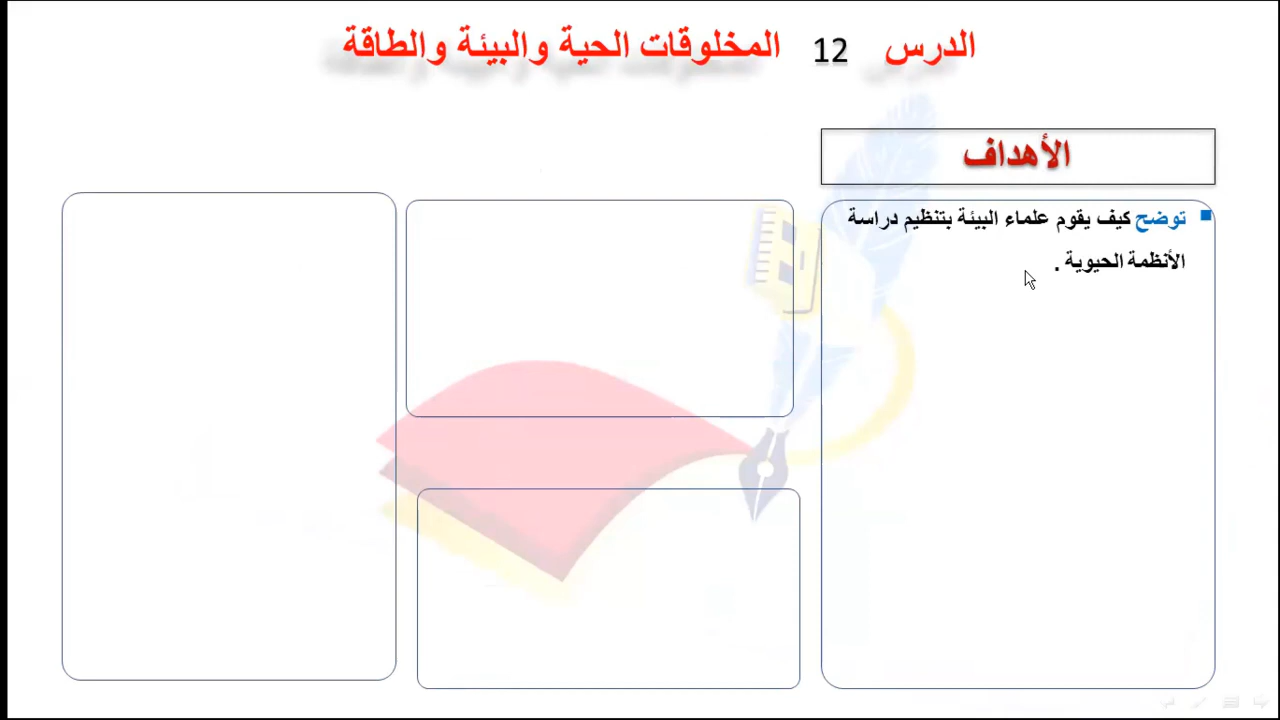 الدرس 12 المخلوقات الحية والبيئة والطاقة
الأهداف
توضح كيف يقوم علماء البيئة بتنظيم دراسة
الأنظمة الحيوية .